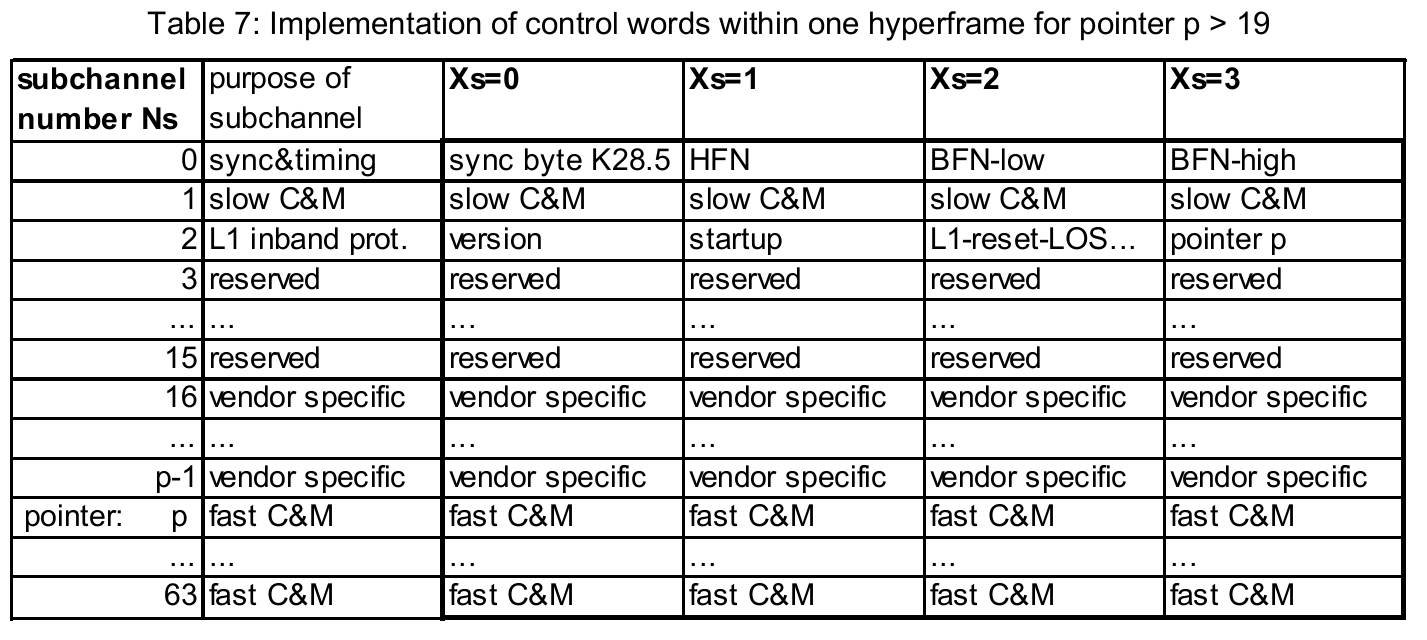 Table 7: Implementation of control words within one hyperframe for pointer p > 19
subchannel number Ns purpose of subchannel Xs=0 Xs=1 Xs=2 Xs=3
0 sync&timing sync byte K28.5 HFN BFN-low BFN-high
1 slow C&M slow C&M slow C&M slow C&M slow C&M
2 L1 inband prot. version startup L1-reset-LOS... pointer p
3 reserved reserved reserved reserved reserved
... ... ... ... ... ...
15 reserved reserved reserved reserved reserved
16 vendor specific vendor specific vendor specific vendor specific vendor specific
... ... ... ... ... ...
p-1 vendor specific vendor specific vendor specific vendor specific vendor specific
pointer: p fast C&M fast C&M fast C&M fast C&M fast C&M
... ... ... ... ... ...
63 fast C&M fast C&M fast C&M fast C&M fast C&M